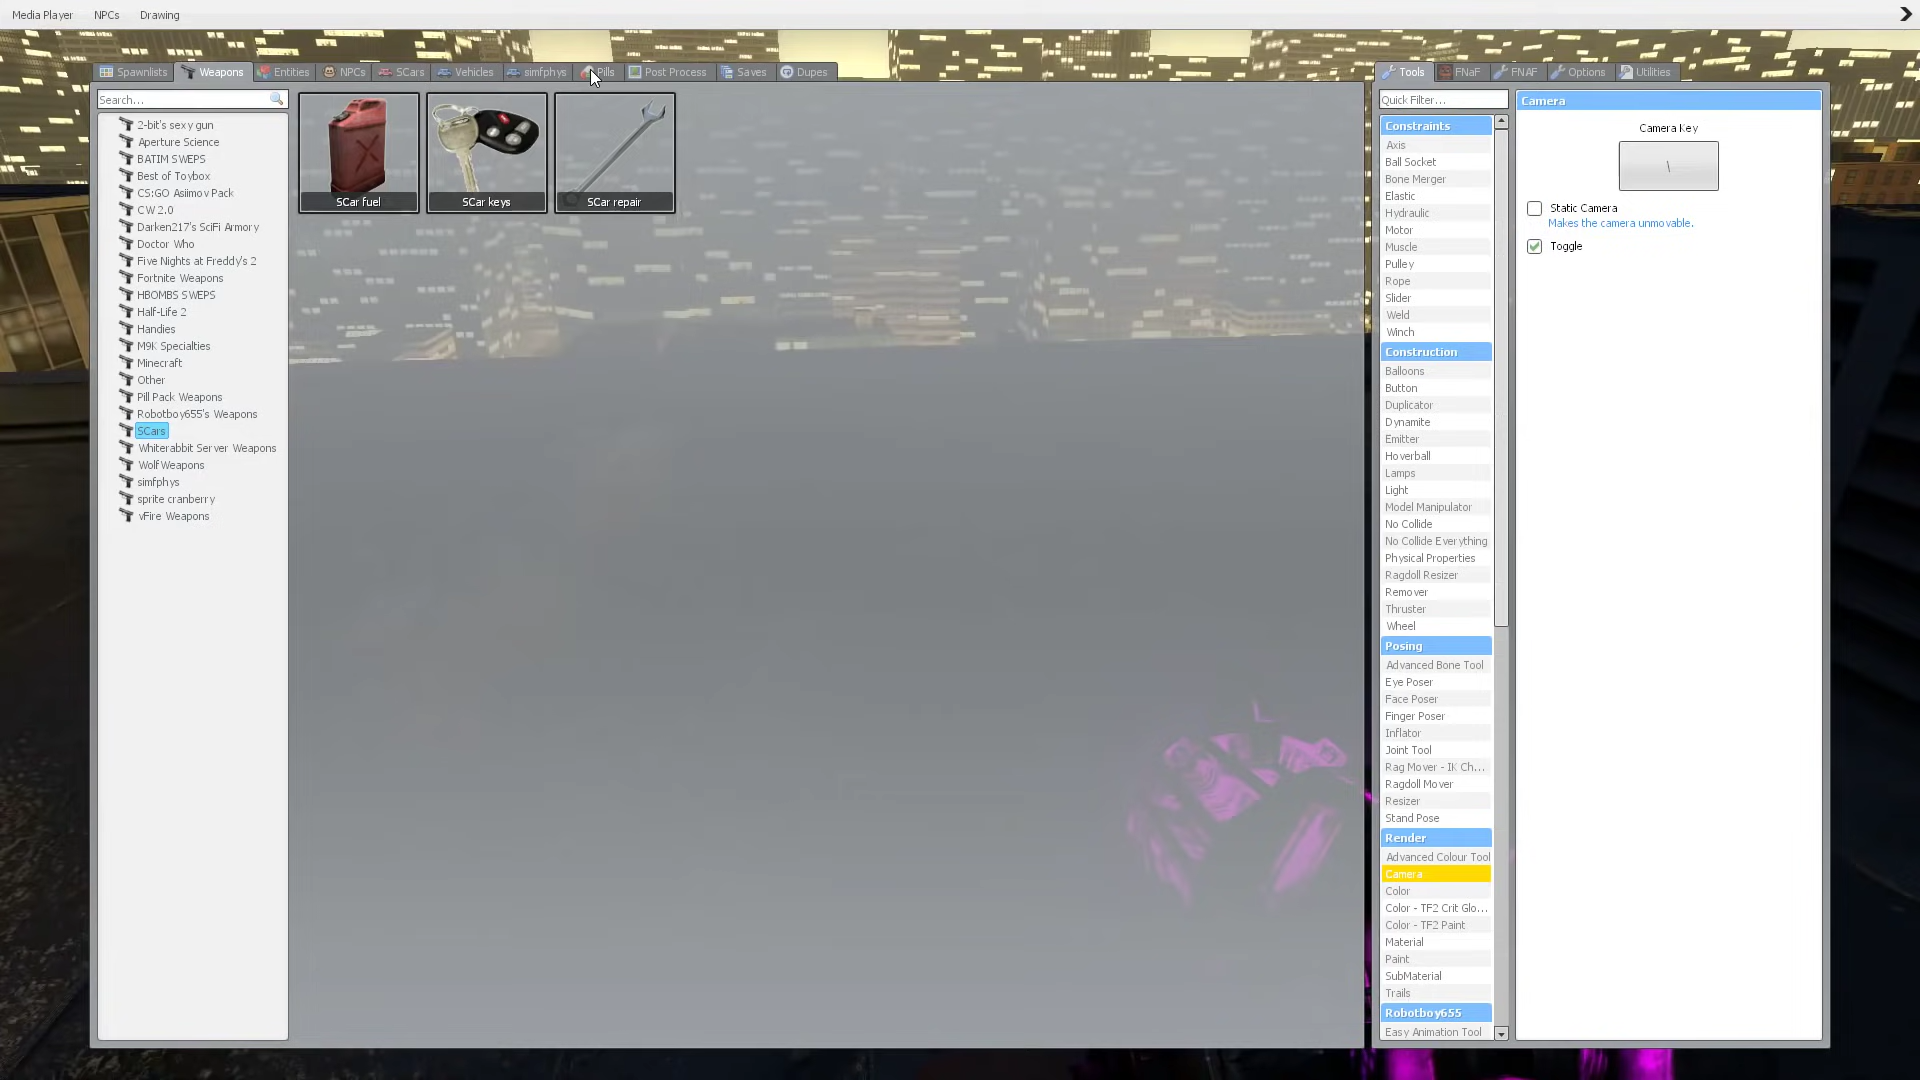 Media Player NPCs Drawing
Spawnlists Weapons Entities NPCs SCars Vehicles simfphys Pills Post Process Saves Dupes
Tools FNaF FNAF Options Utilities
Search...
2-bit's sexy gun
Aperture Science
BATIM SWEPS
Best of Toybox
CS:GO Asiimov Pack
CW 2.0
Darken217's SciFi Armory
Doctor Who
Five Nights at Freddy's 2
Fortnite Weapons
HBOMBS SWEPS
Half-Life 2
Handies
M9K Specialties
Minecraft
Other
Pill Pack Weapons
Robotboy655's Weapons
SCars
Whiterabbit Server Weapons
Wolf Weapons
simfphys
sprite cranberry
vFire Weapons
SCar fuel
SCar keys
SCar repair
Quick Filter...
Constraints
Axis
Ball Socket
Bone Merger
Elastic
Hydraulic
Motor
Muscle
Pulley
Rope
Slider
Weld
Winch
Construction
Balloons
Button
Duplicator
Dynamite
Emitter
Hoverball
Lamps
Light
Model Manipulator
No Collide
No Collide Everything
Physical Properties
Ragdoll Resizer
Remover
Thruster
Wheel
Posing
Advanced Bone Tool
Eye Poser
Face Poser
Finger Poser
Inflator
Joint Tool
Rag Mover - IK Ch...
Ragdoll Mover
Resizer
Stand Pose
Render
Advanced Colour Tool
Camera
Color
Color - TF2 Crit Glo...
Color - TF2 Paint
Material
Paint
SubMaterial
Trails
Robotboy655
Easy Animation Tool
Camera
Camera Key
\
Static Camera
Makes the camera unmovable.
Toggle